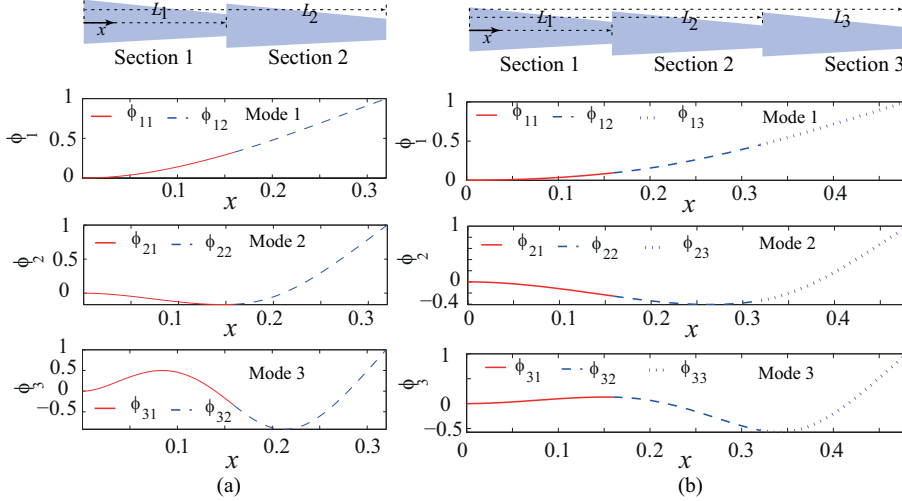 L1 L2
x
Section 1 Section 2
1 0.5 0
ϕ1
ϕ11 ϕ12 Mode 1
0.1 0.2 0.3
x
1 0.5 0
ϕ2
ϕ21 ϕ22 Mode 2
0.1 0.2 0.3
x
1 0.5 0 −0.5
ϕ3
Mode 3
ϕ31 ϕ32
0.1 0.2 0.3
x
(a)
L1 L2 L3
x
Section 1 Section 2 Section 3
1 0.5 0
ϕ1
ϕ11 ϕ12 ϕ13 Mode 1
0 0.1 0.2 0.3 0.4
x
1 0 −0.4
ϕ2
ϕ21 ϕ22 ϕ23 Mode 2
0 0.1 0.2 0.3 0.4
x
1 0 −0.5
ϕ3
ϕ31 ϕ32 ϕ33 Mode 3
0 0.1 0.2 0.3 0.4
x
(b)